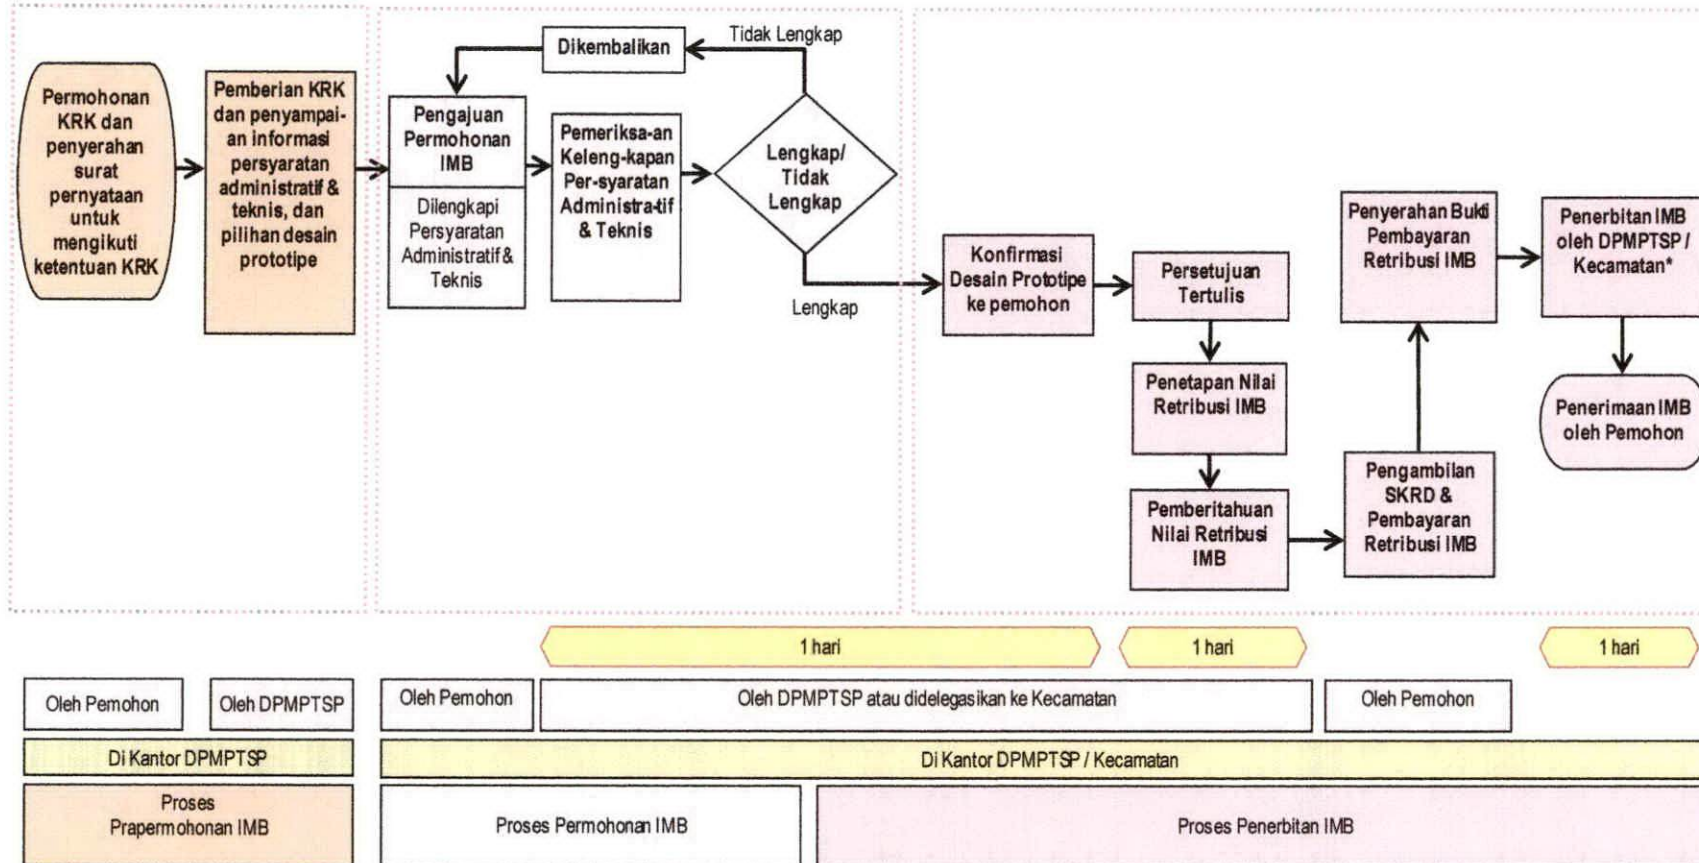 Permohonan
KRK dan
penyerahan
surat
pernyataan
untuk
mengikuti
ketentuan KRK
Pemberian KRK
dan penyampai-
an informasi
persyaratan
administratif &
teknis, dan
pilihan desain
prototipe
Dikembalikan
Tidak Lengkap
Pengajuan
Permohonan
IMB
Dilengkapi
Persyaratan
Administratif &
Teknis
Pemeriksa-an
Keleng-kapan
Per-syaratan
Administra-tif
& Teknis
Lengkap/
Tidak
Lengkap
Lengkap
Konfirmasi
Desain Prototipe
ke pemohon
Persetujuan
Tertulis
Penetapan Nilai
Retribusi IMB
Pemberitahuan
Nilai Retribusi
IMB
Pengambilan
SKRD &
Pembayaran
Retribusi IMB
Penyerahan Bukti
Pembayaran
Retribusi IMB
Penerbitan IMB
oleh DPMPTSP /
Kecamatan*
Penerimaan IMB
oleh Pemohon
1 hari
1 hari
1 hari
Oleh Pemohon
Oleh DPMPTSP
Oleh Pemohon
Oleh DPMPTSP atau didelegasikan ke Kecamatan
Oleh Pemohon
Di Kantor DPMPTSP
Di Kantor DPMPTSP / Kecamatan
Proses
Prapermohonan IMB
Proses Permohonan IMB
Proses Penerbitan IMB